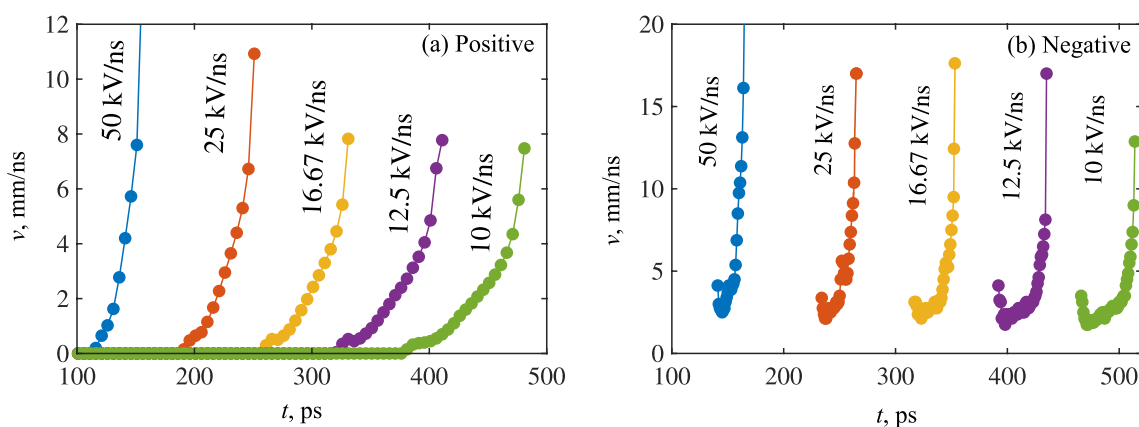 12
10
8
6
4
2
0
v, mm/ns
(a) Positive
50 kV/ns
25 kV/ns
16.67 kV/ns
12.5 kV/ns
10 kV/ns
100
200
300
400
500
t, ps
20
15
10
5
0
v, mm/ns
(b) Negative
50 kV/ns
25 kV/ns
16.67 kV/ns
12.5 kV/ns
10 kV/ns
100
200
300
400
500
t, ps